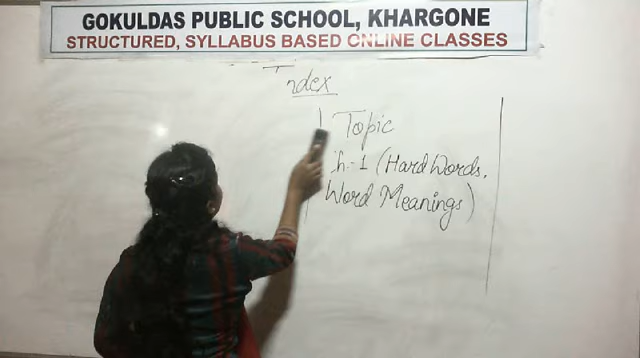 GOKULDAS PUBLIC SCHOOL, KHARGONE
STRUCTURED, SYLLABUS BASED ONLINE CLASSES
Index
Topic
h-1 (Hard Words,
Word Meanings)